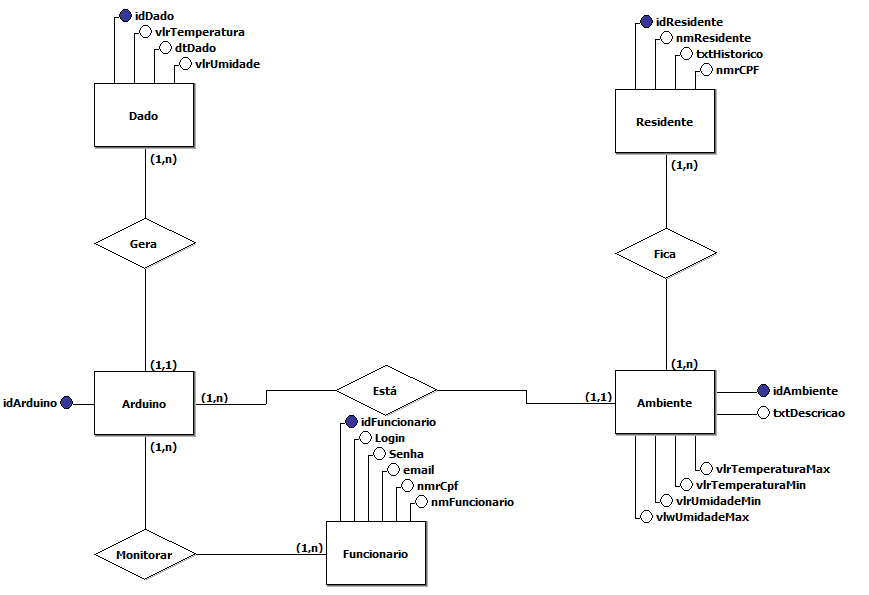 idDado
vlrTemperatura
dtDado
vlrUmidade
Dado
(1,n)
Gera
(1,1)
idArduino
Arduino
(1,n)
(1,n)
Monitorar
(1,n)
Está
idFuncionario
Login
Senha
email
nmrCpf
nmFuncionario
Funcionario
idResidente
nmResidente
txtHistorico
nmrCPF
Residente
(1,n)
Fica
(1,n)
(1,1)
Ambiente
idAmbiente
txtDescricao
vlrTemperaturaMax
vlrTemperaturaMin
vlrUmidadeMin
vlwUmidadeMax